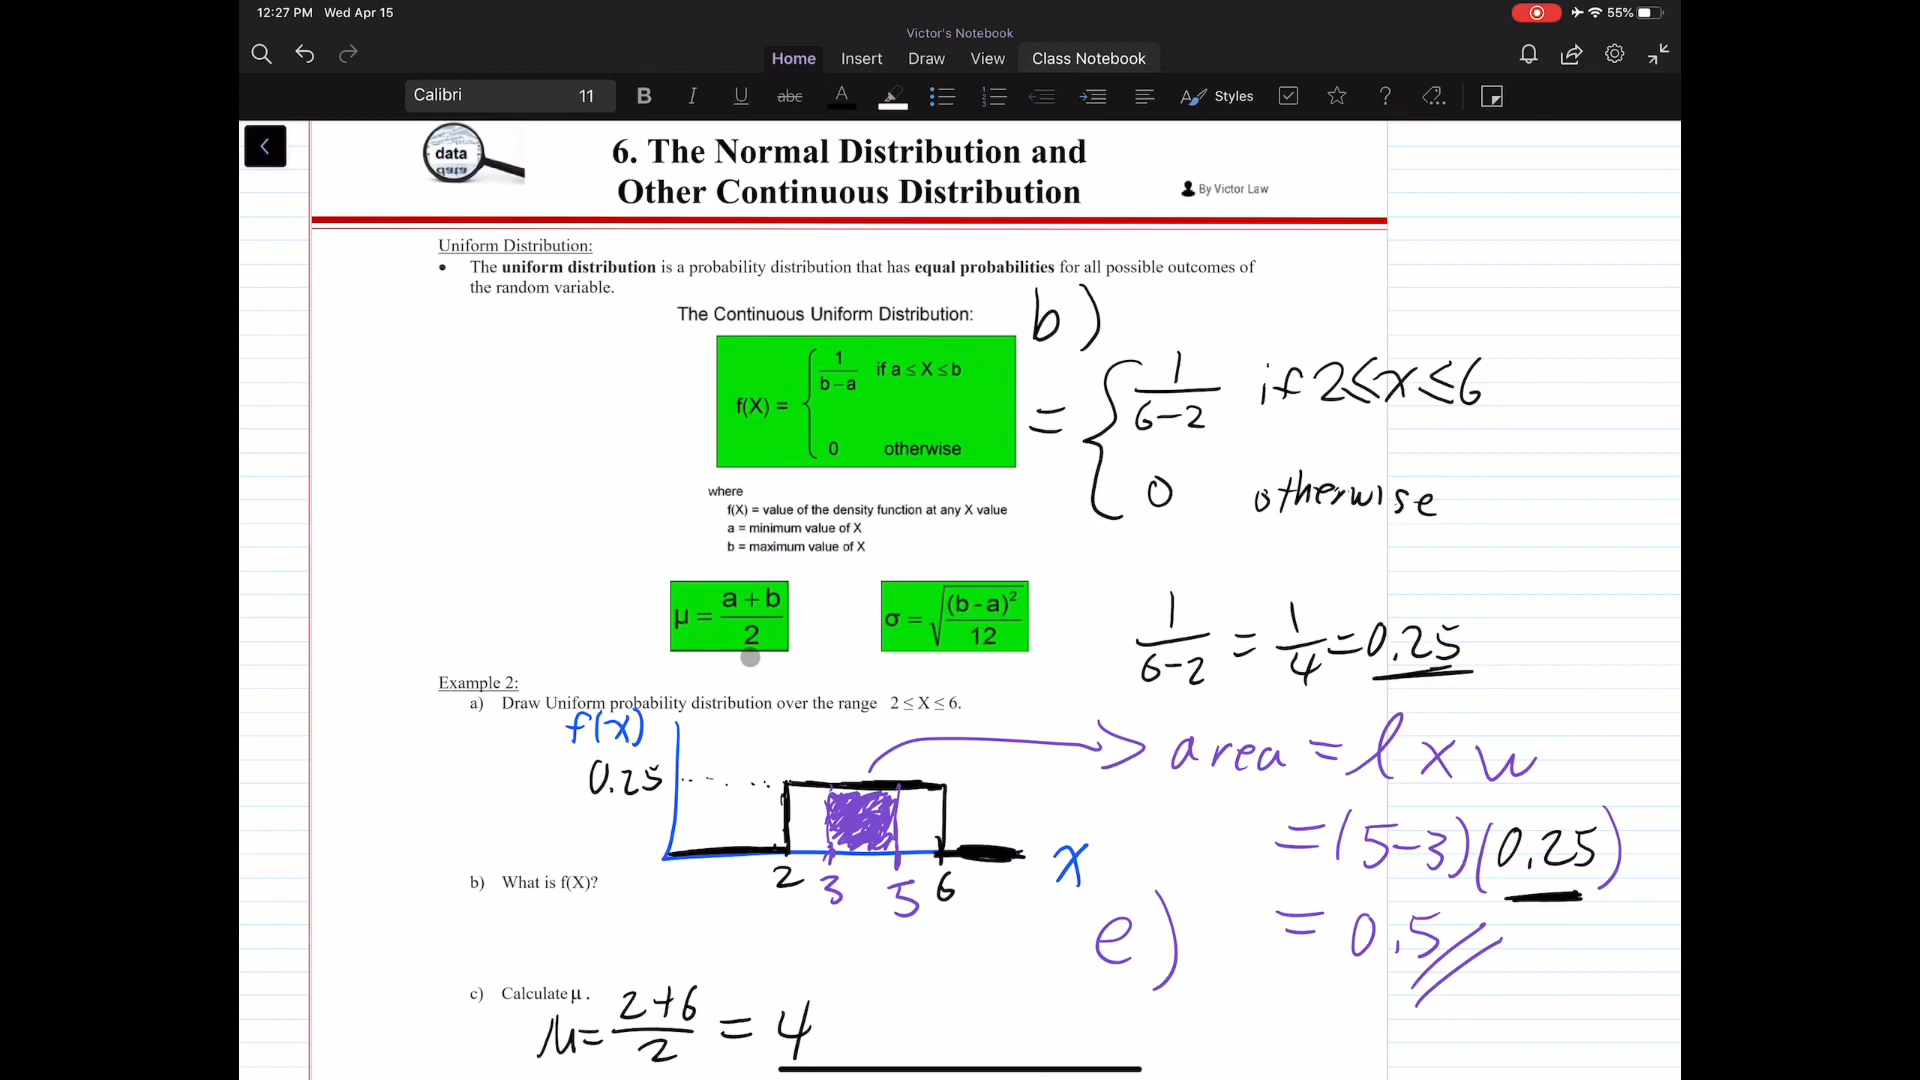 12:27 PM Wed Apr 15
55%
Victor's Notebook
Home Insert Draw View Class Notebook
Calibri 11 B I U abc A Styles ?
data
data
6. The Normal Distribution and
Other Continuous Distribution
By Victor Law
Uniform Distribution:
• The uniform distribution is a probability distribution that has equal probabilities for all possible outcomes of
the random variable.
The Continuous Uniform Distribution:
f(X) = { 1/(b-a) if a ≤ X ≤ b
0 otherwise
b)
= { 1/(6-2) if 2≤x≤6
0 otherwise
where
f(X) = value of the density function at any X value
a = minimum value of X
b = maximum value of X
μ = (a + b)/2
σ = √((b - a)²/12)
1/(6-2) = 1/4 = 0.25
Example 2:
a) Draw Uniform probability distribution over the range 2 ≤ X ≤ 6.
f(x)
0.25
2 3 5 6
X
area = l x w
= (5-3)(0.25)
= 0.5
e)
b) What is f(X)?
c) Calculate μ.
μ = (2+6)/2 = 4